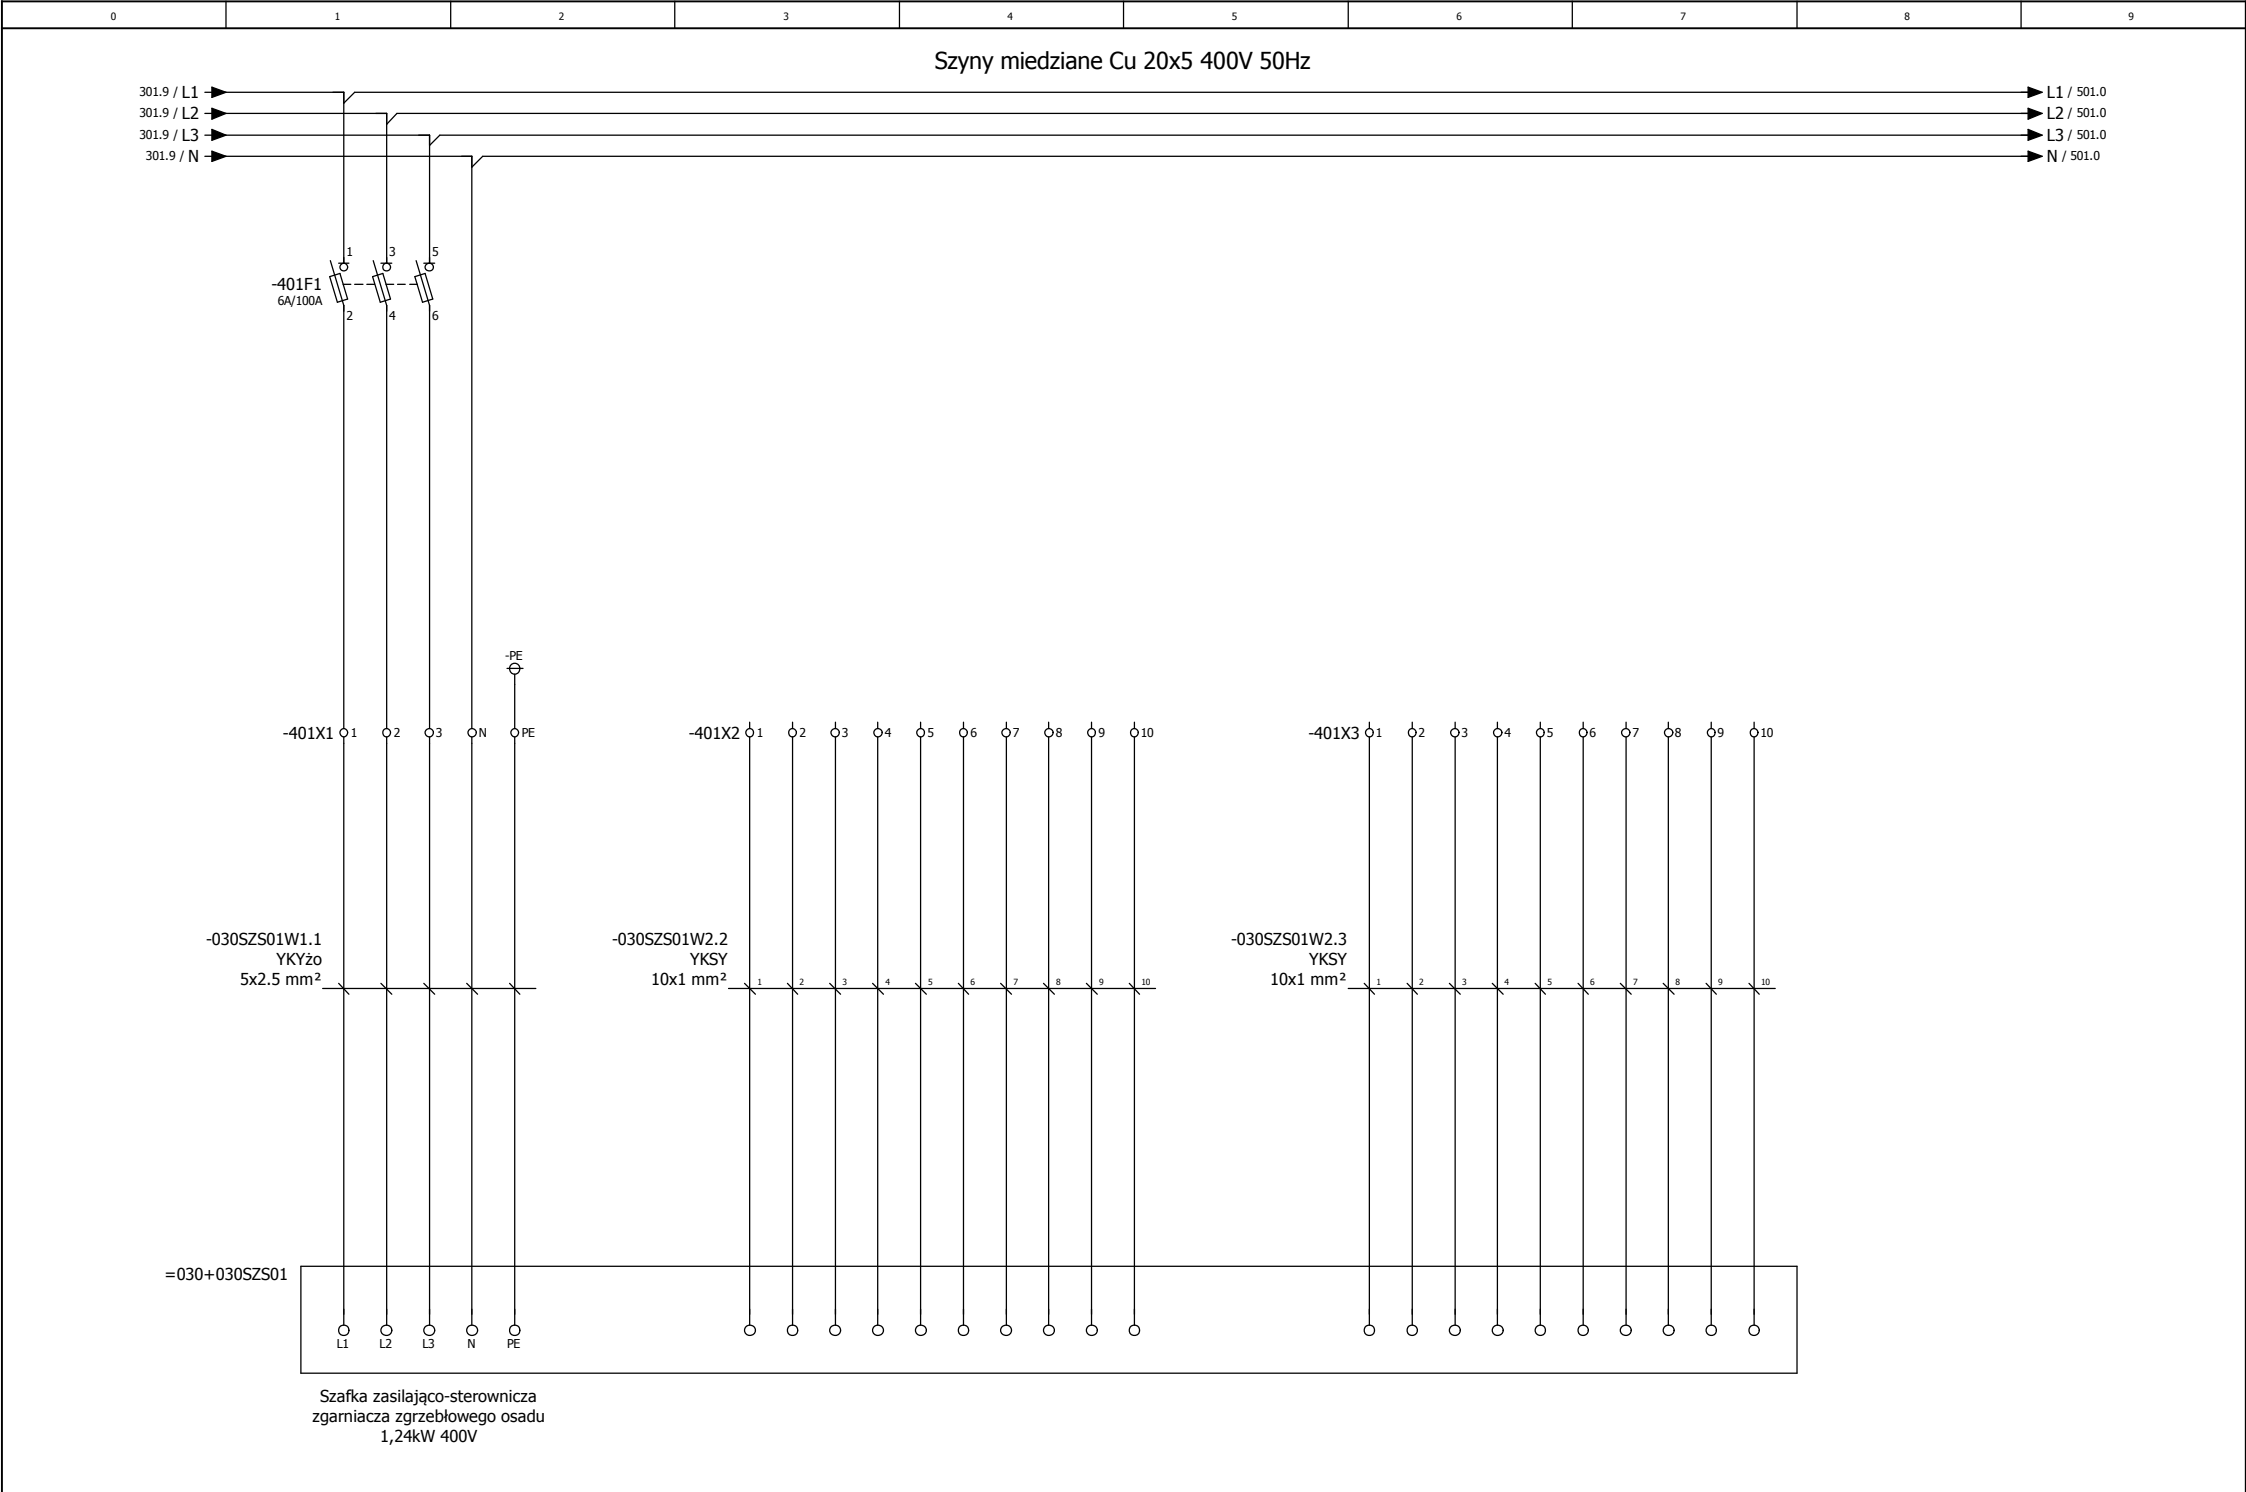 0 1 2 3 4 5 6 7 8 9
Szyny miedziane Cu 20x5 400V 50Hz
301.9 / L1 L1 / 501.0
301.9 / L2 L2 / 501.0
301.9 / L3 L3 / 501.0
301.9 / N N / 501.0
1 3 5
-401F1
6A/100A
2 4 6
-PE
-401X1 1 2 3 N PE
-401X2 1 2 3 4 5 6 7 8 9 10
-401X3 1 2 3 4 5 6 7 8 9 10
-030SZS01W1.1
YKYżo
5x2.5 mm²
-030SZS01W2.2
YKSY
10x1 mm²
1 2 3 4 5 6 7 8 9 10
-030SZS01W2.3
YKSY
10x1 mm²
1 2 3 4 5 6 7 8 9 10
=030+030SZS01
L1 L2 L3 N PE
Szafka zasilająco-sterownicza
zgarniacza zgrzebłowego osadu
1,24kW 400V